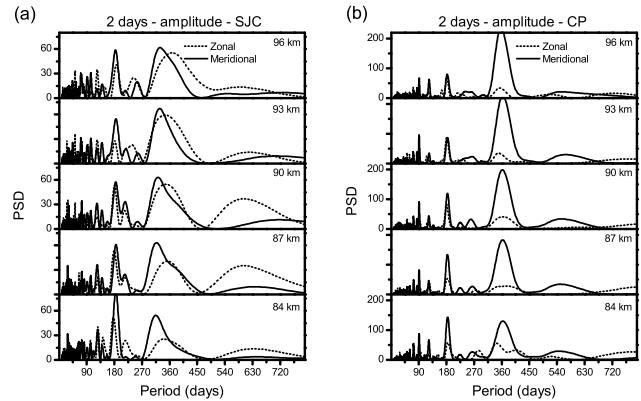 (a)
2 days - amplitude - SJC
Zonal
Meridional
96 km
60
30
0
93 km
90 km
60
30
0
87 km
84 km
60
30
0
PSD
90 180 270 360 450 540 630 720
Period (days)
(b)
2 days - amplitude - CP
Zonal
Meridional
96 km
200
100
0
93 km
90 km
200
100
0
87 km
84 km
200
100
0
PSD
90 180 270 360 450 540 630 720
Period (days)